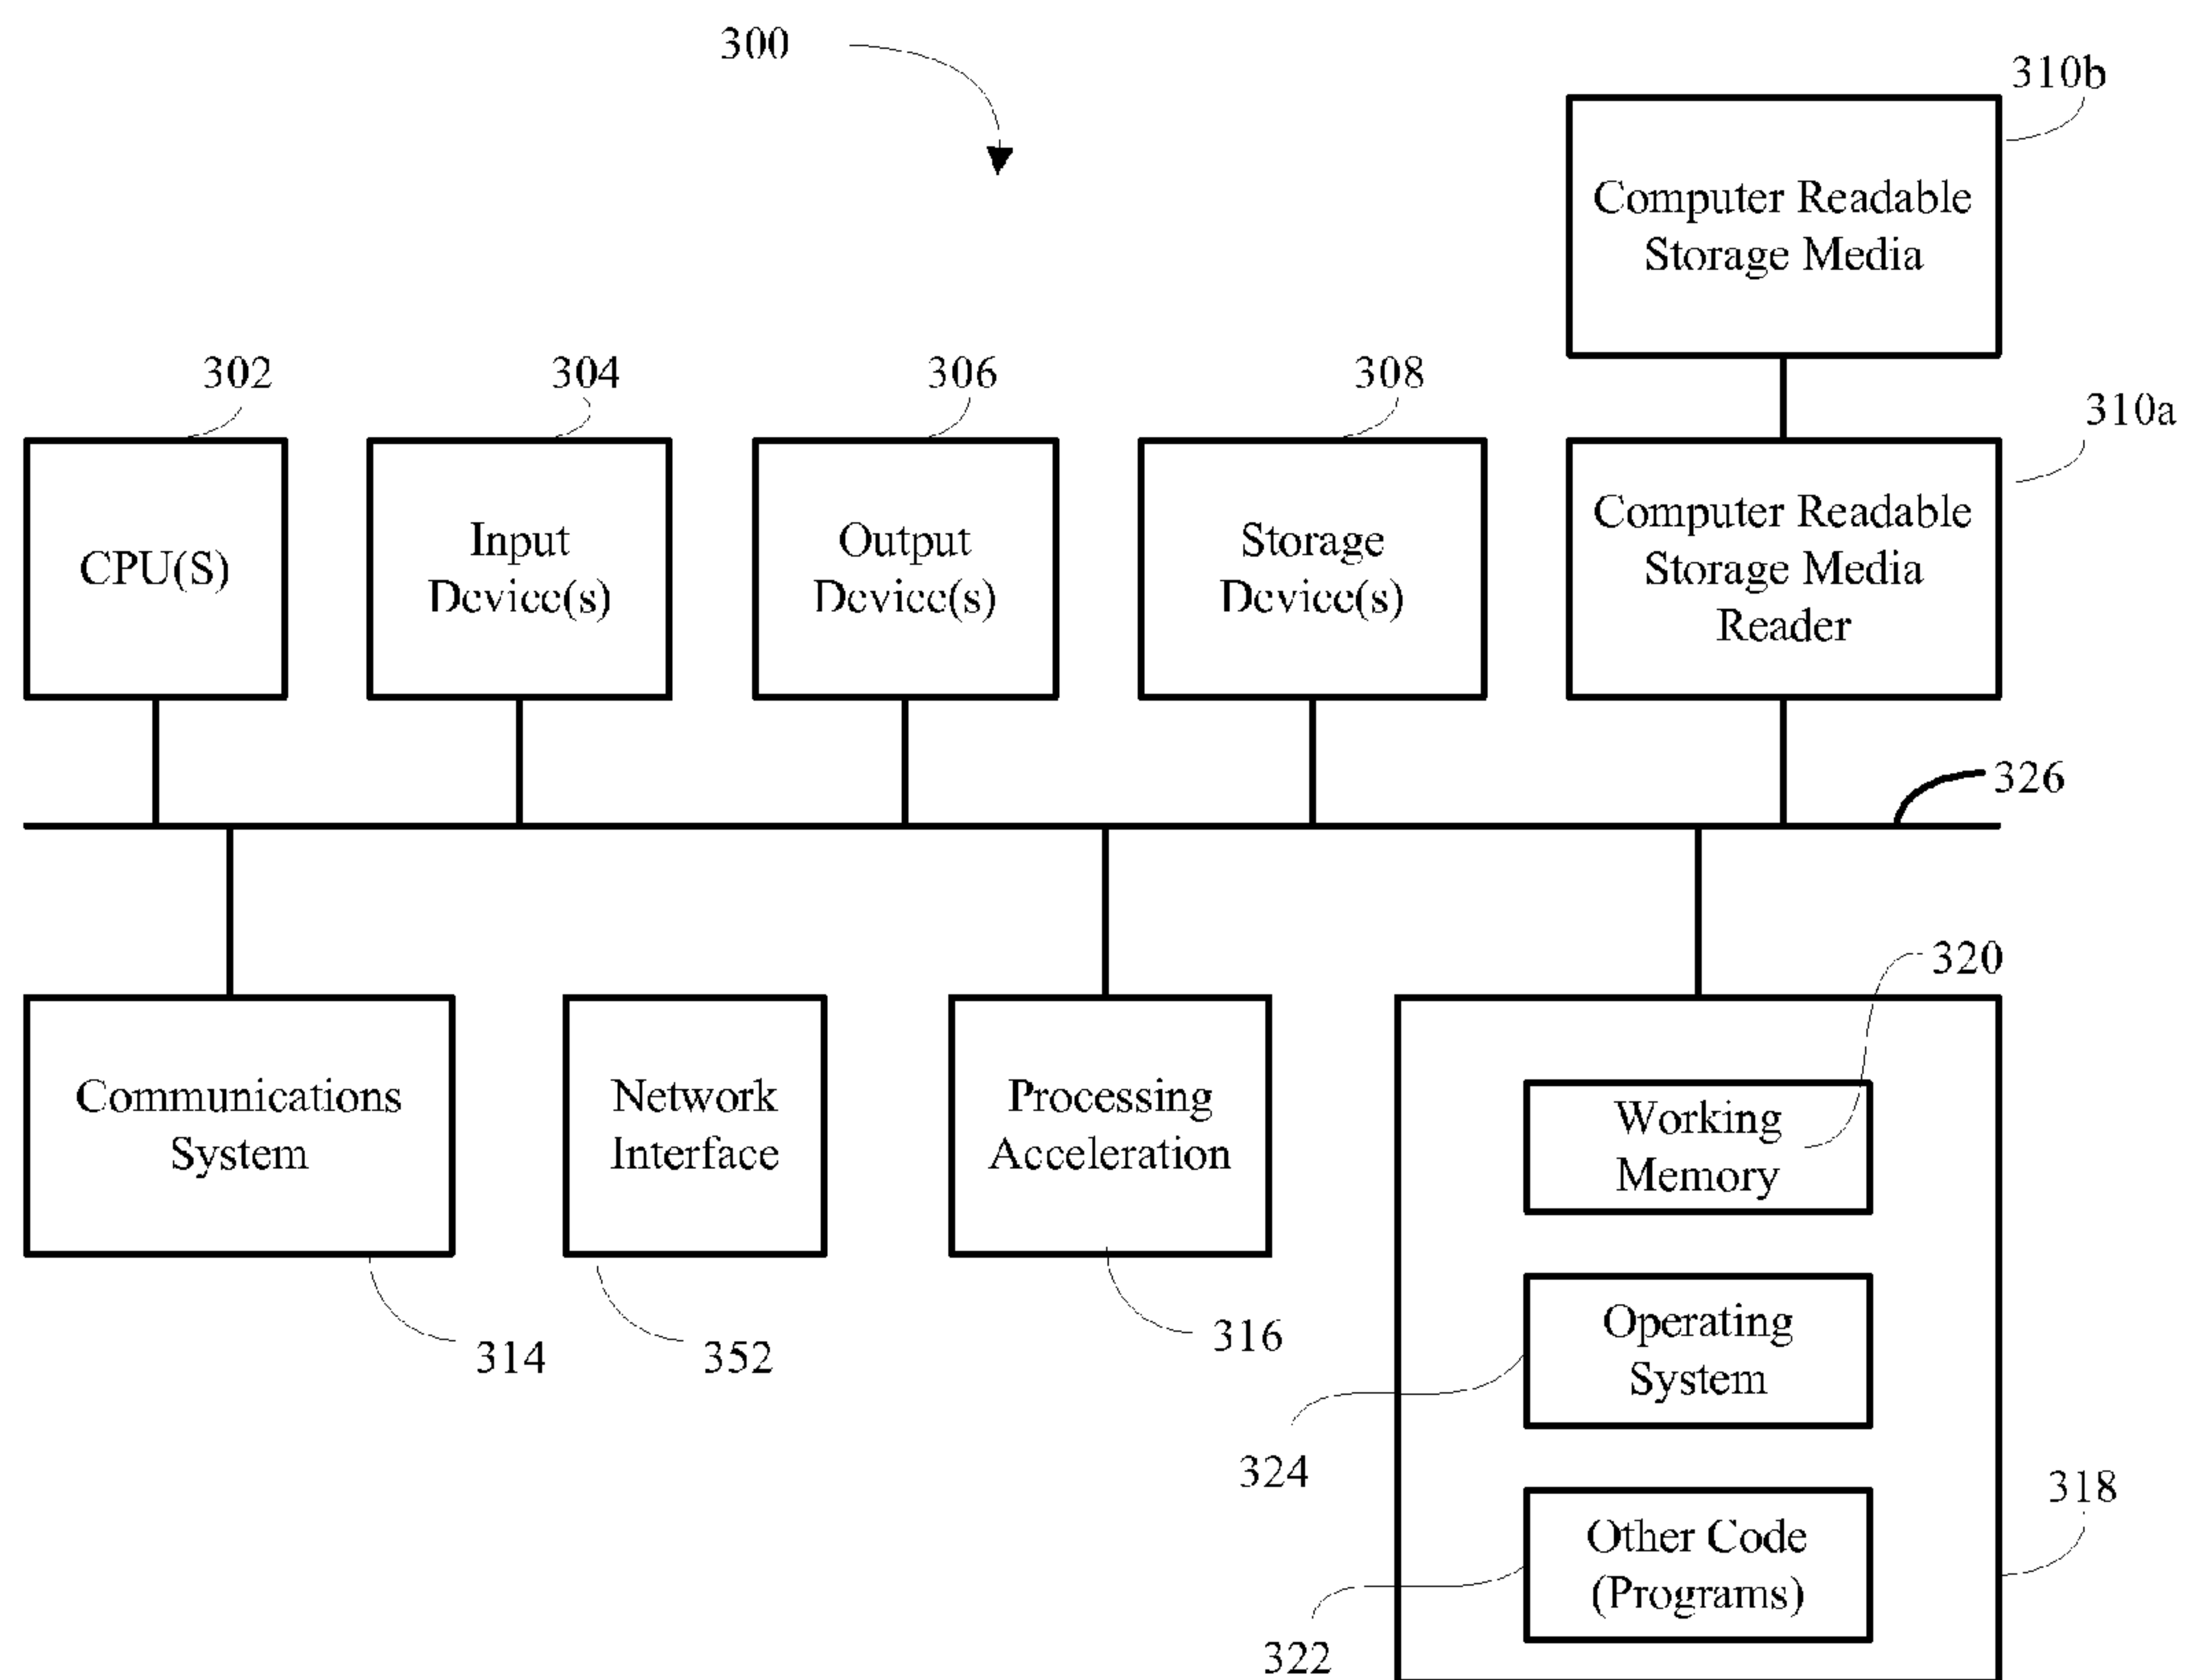 300
310b
Computer Readable
Storage Media
302
304
306
308
310a
CPU(S)
Input
Device(s)
Output
Device(s)
Storage
Device(s)
Computer Readable
Storage Media
Reader
326
320
Communications
System
Network
Interface
Processing
Acceleration
Working
Memory
314
352
316
Operating
System
324
318
Other Code
(Programs)
322